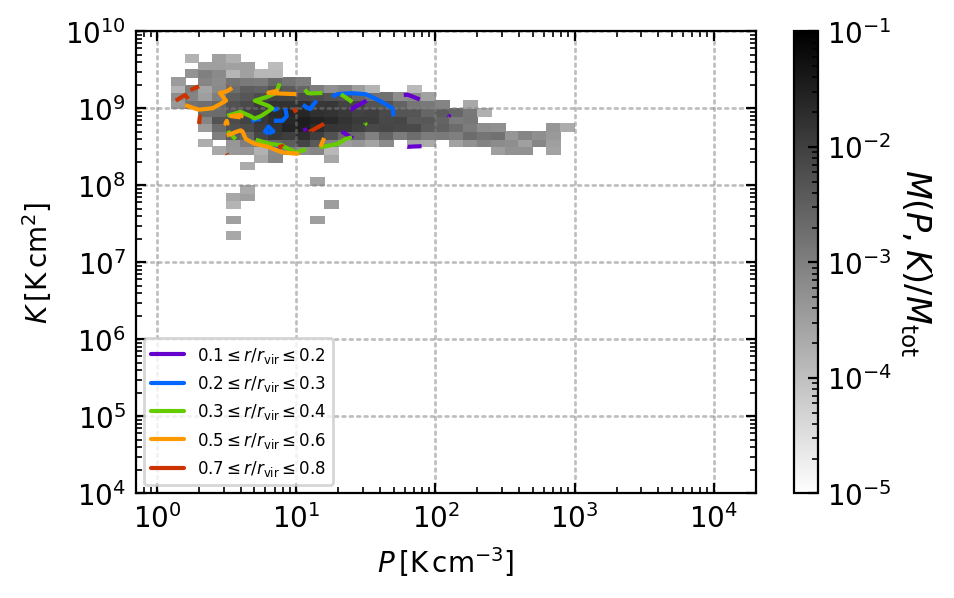 10^10
10^9
10^8
10^7
10^6
10^5
10^4
K [K cm^2]
0.1 ≤ r/r_vir ≤ 0.2
0.2 ≤ r/r_vir ≤ 0.3
0.3 ≤ r/r_vir ≤ 0.4
0.5 ≤ r/r_vir ≤ 0.6
0.7 ≤ r/r_vir ≤ 0.8
10^0 10^1 10^2 10^3 10^4
P [K cm^−3]
10^−1
10^−2
10^−3
10^−4
10^−5
M(P, K)/M_tot